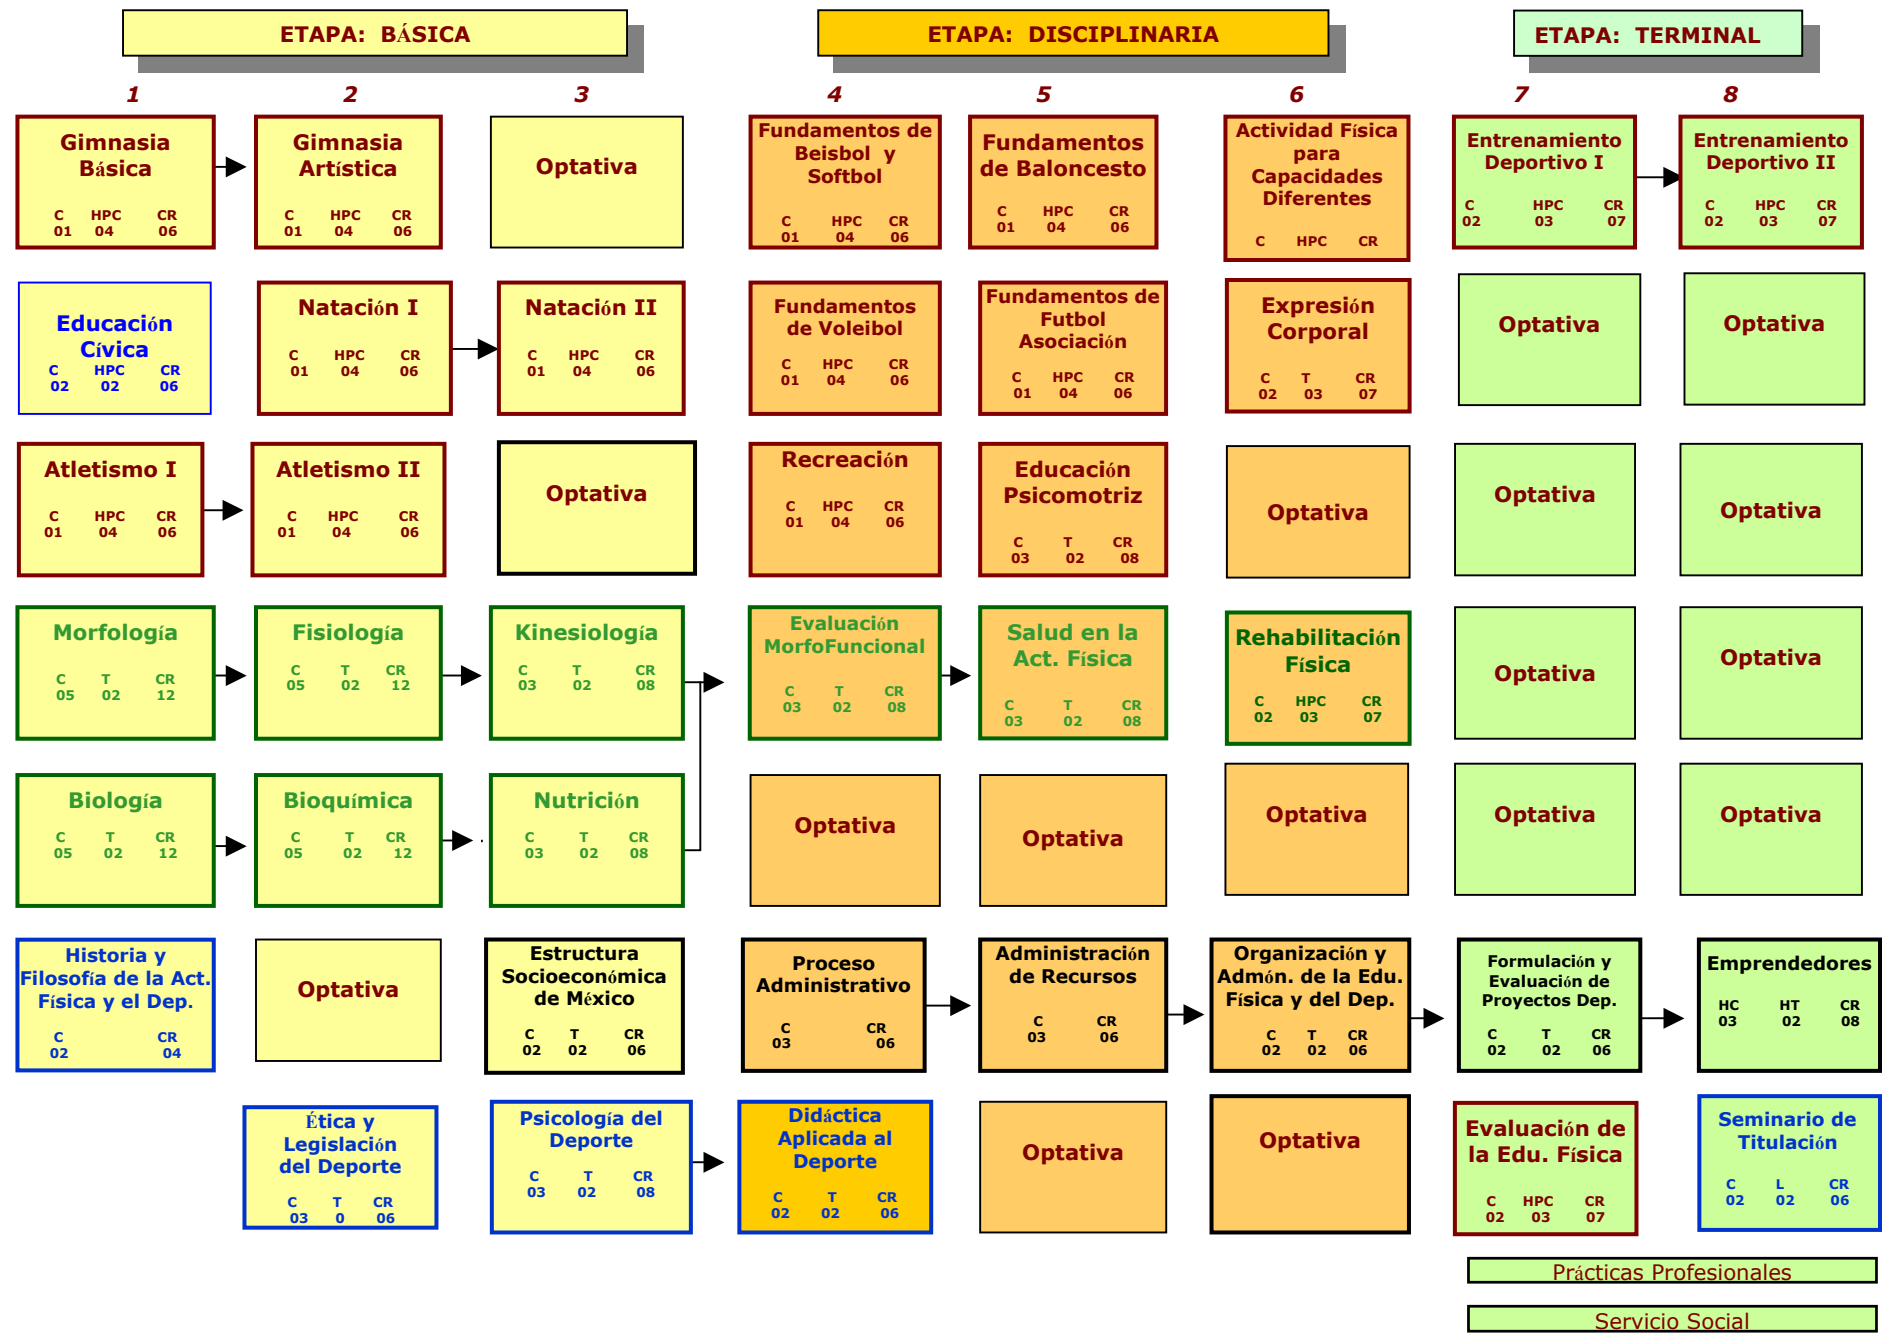 ETAPA: BÁSICA
ETAPA: DISCIPLINARIA
ETAPA: TERMINAL
1 2 3 4 5 6 7 8
Gimnasia
Básica
C HPC CR
01 04 06
Gimnasia
Artística
C HPC CR
01 04 06
Optativa
Fundamentos de
Beisbol y
Softbol
C HPC CR
01 04 06
Fundamentos
de Baloncesto
C HPC CR
01 04 06
Actividad Física
para
Capacidades
Diferentes
C HPC CR
Entrenamiento
Deportivo I
C HPC CR
02 03 07
Entrenamiento
Deportivo II
C HPC CR
02 03 07
Educación
Cívica
C HPC CR
02 02 06
Natación I
C HPC CR
01 04 06
Natación II
C HPC CR
01 04 06
Fundamentos
de Voleibol
C HPC CR
01 04 06
Fundamentos de
Futbol
Asociación
C HPC CR
01 04 06
Expresión
Corporal
C T CR
02 03 07
Optativa
Optativa
Atletismo I
C HPC CR
01 04 06
Atletismo II
C HPC CR
01 04 06
Optativa
Recreación
C HPC CR
01 04 06
Educación
Psicomotriz
C T CR
03 02 08
Optativa
Optativa
Optativa
Morfología
C T CR
05 02 12
Fisiología
C T CR
05 02 12
Kinesiología
C T CR
03 02 08
Evaluación
MorfoFuncional
C T CR
03 02 08
Salud en la
Act. Física
C T CR
03 02 08
Rehabilitación
Física
C HPC CR
02 03 07
Optativa
Optativa
Biología
C T CR
05 02 12
Bioquímica
C T CR
05 02 12
Nutrición
C T CR
03 02 08
Optativa
Optativa
Optativa
Optativa
Optativa
Historia y
Filosofía de la Act.
Física y el Dep.
C CR
02 04
Optativa
Estructura
Socioeconómica
de México
C T CR
02 02 06
Proceso
Administrativo
C CR
03 06
Administración
de Recursos
C CR
03 06
Organización y
Admón. de la Edu.
Física y del Dep.
C T CR
02 02 06
Formulación y
Evaluación de
Proyectos Dep.
C T CR
02 02 06
Emprendedores
HC HT CR
03 02 08
Ética y
Legislación
del Deporte
C T CR
03 0 06
Psicología del
Deporte
C T CR
03 02 08
Didáctica
Aplicada al
Deporte
C T CR
02 02 06
Optativa
Optativa
Evaluación de
la Edu. Física
C HPC CR
02 03 07
Seminario de
Titulación
C L CR
02 02 06
Prácticas Profesionales
Servicio Social